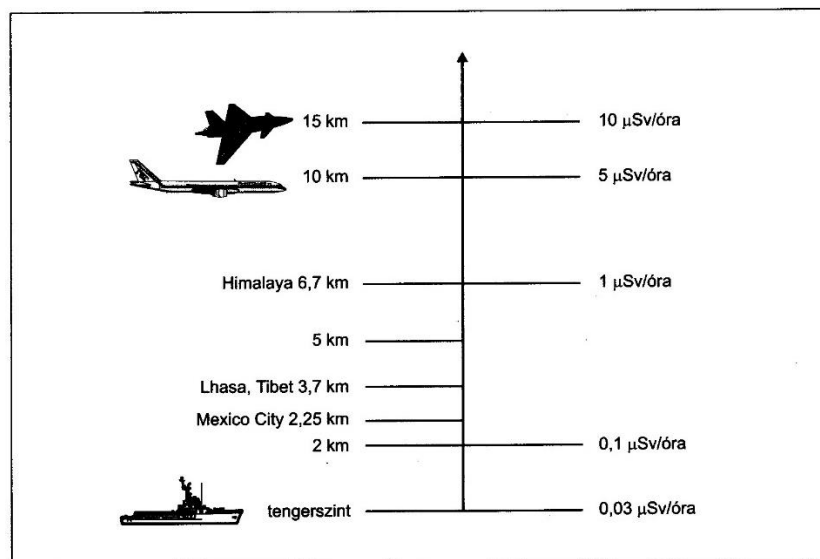 15 km 10 μSv/óra
10 km 5 μSv/óra
Himalaya 6,7 km 1 μSv/óra
5 km
Lhasa, Tibet 3,7 km
Mexico City 2,25 km
2 km 0,1 μSv/óra
tengerszint 0,03 μSv/óra